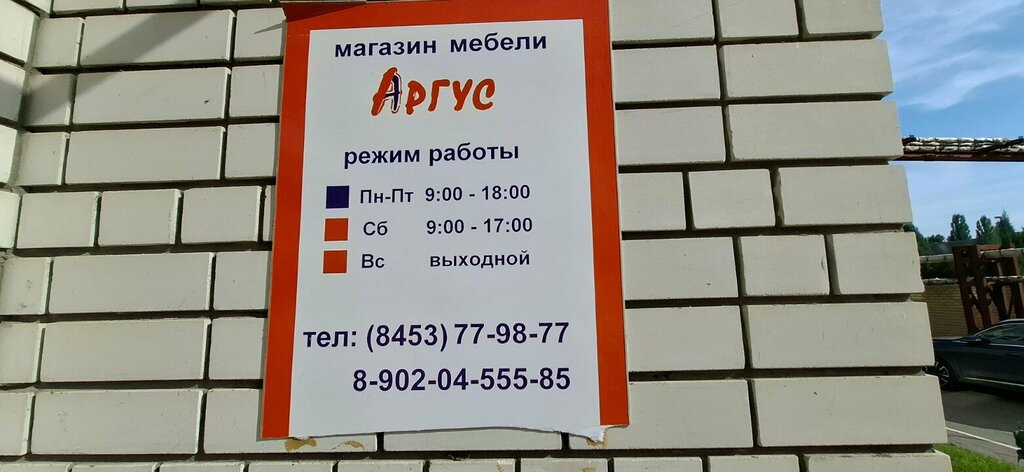 магазин мебели
Аргус
режим работы
Пн-Пт 9:00 - 18:00
Сб 9:00 - 17:00
Вс выходной
тел: (8453) 77-98-77
8-902-04-555-85